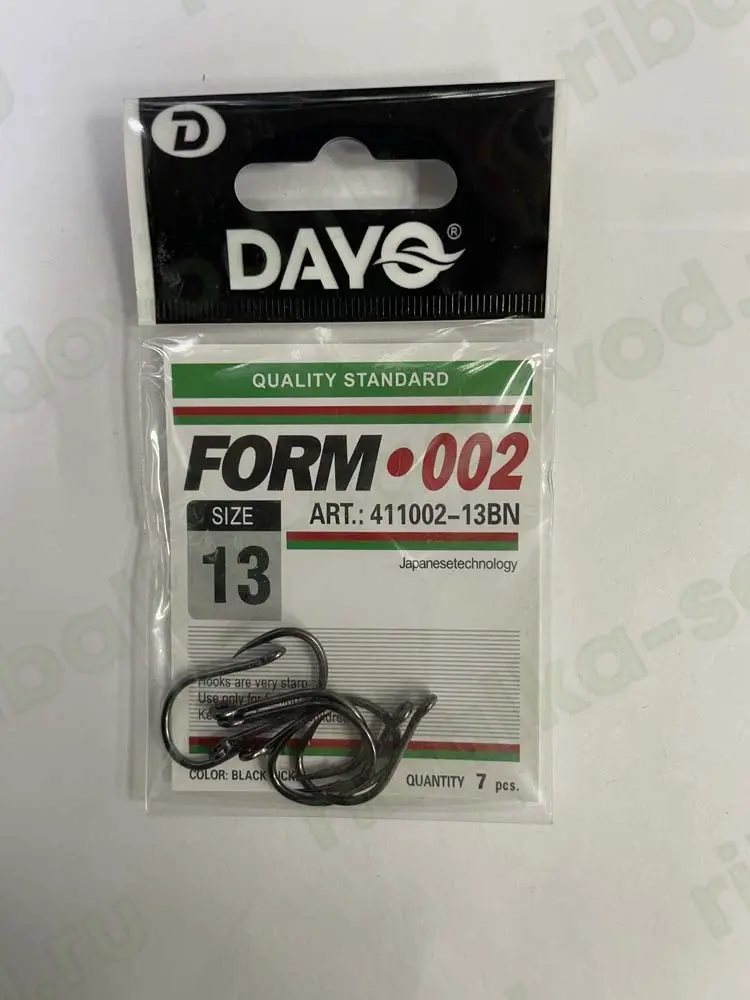 D
DAYO®
QUALITY STANDARD
FORM•002
SIZE
13
ART.: 411002-13BN
Japanesetechnology
Hooks are very
Use only for
COLOR: BLACK
QUANTITY 7 pcs.